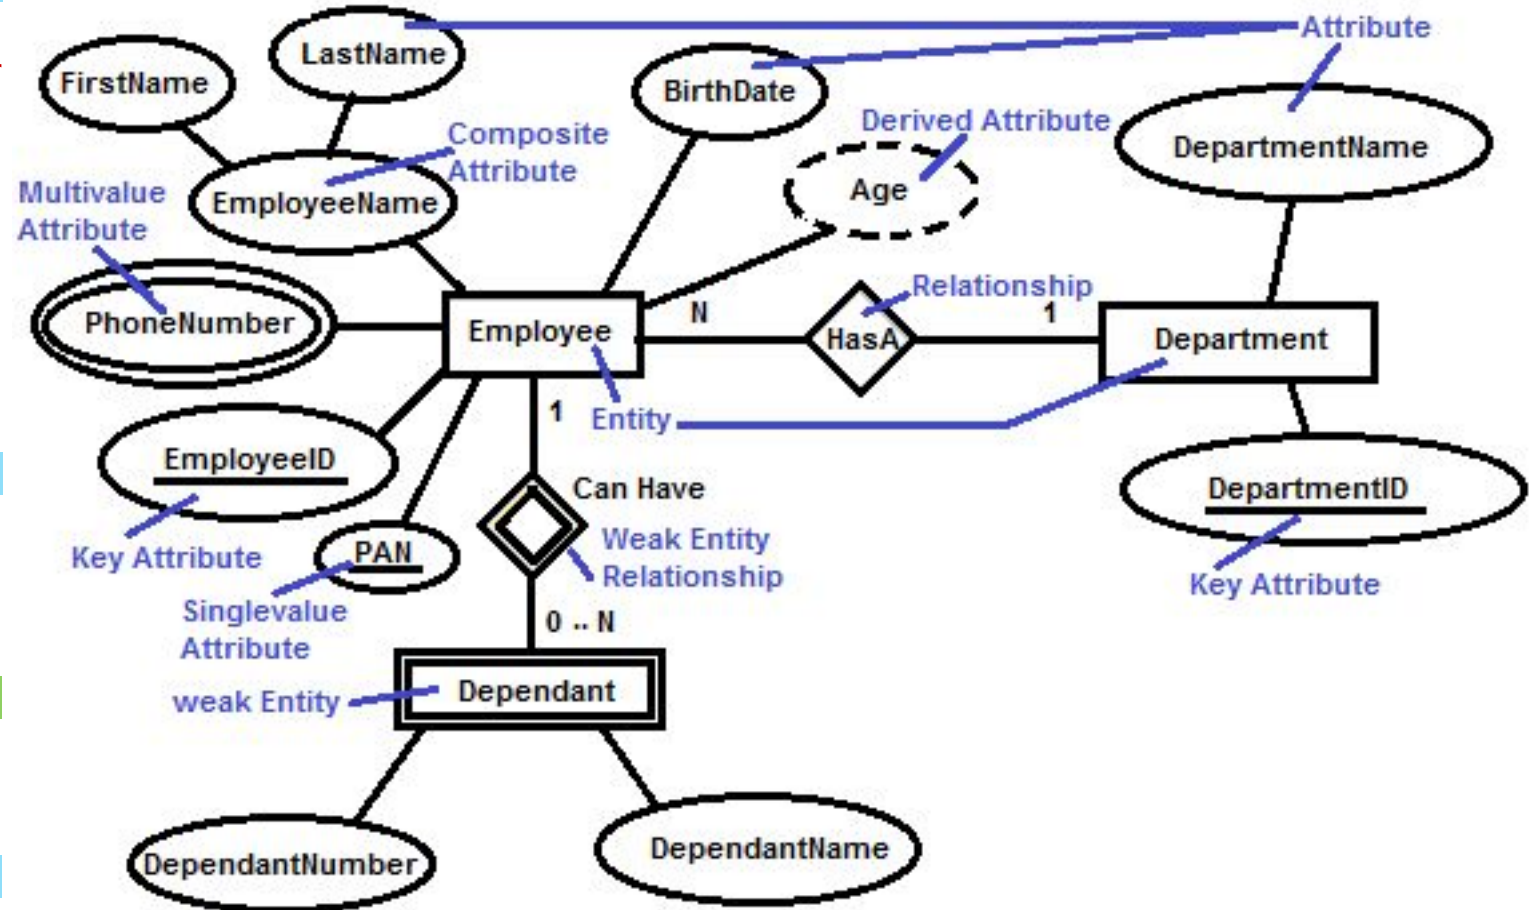 LastName
Attribute
FirstName
BirthDate
Derived Attribute
Composite
Attribute
DepartmentName
Multivalue
Attribute
EmployeeName
Age
Relationship
PhoneNumber
Employee
N
HasA
1
Department
Entity
1
EmployeeID
Can Have
DepartmentID
Key Attribute
PAN
Weak Entity
Relationship
Key Attribute
Singlevalue
Attribute
0 .. N
weak Entity
Dependant
DependantNumber
DependantName